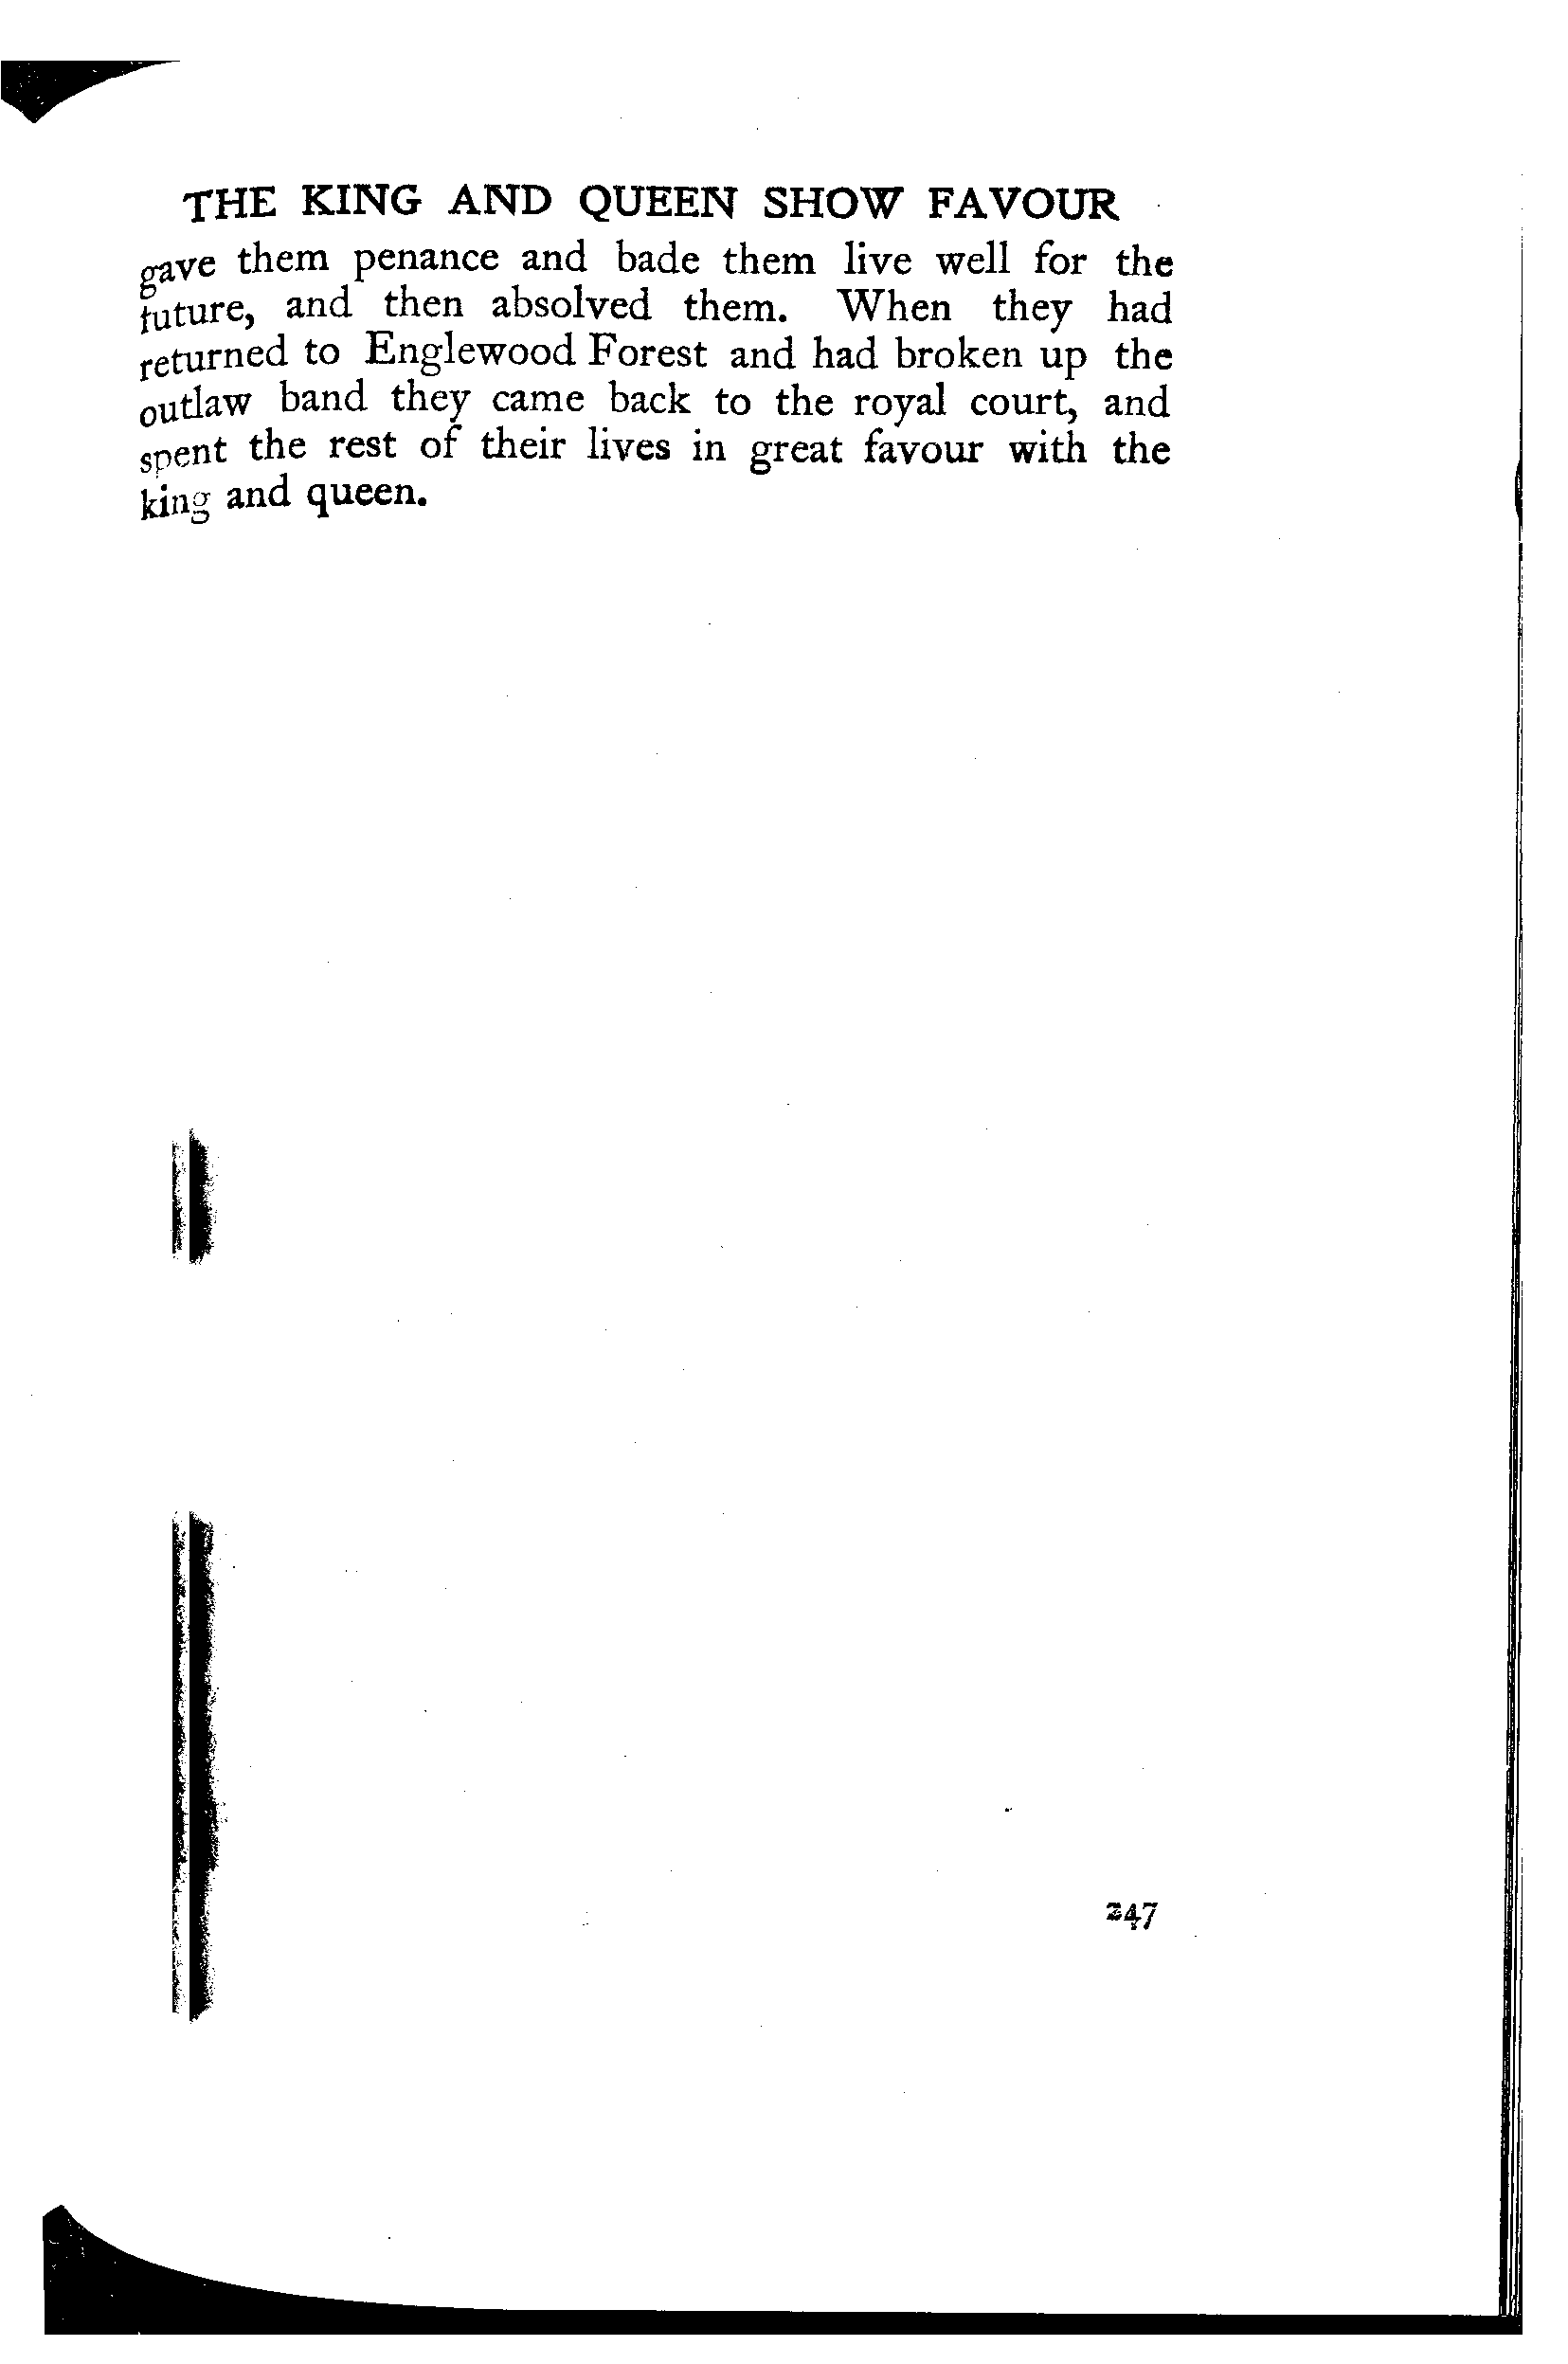 THE KING AND QUEEN SHOW FAVOUR
gave them penance and bade them live well for the
future, and then absolved them. When they had
returned to Englewood Forest and had broken up the
outlaw band they came back to the royal court, and
spent the rest of their lives in great favour with the
king and queen.
247